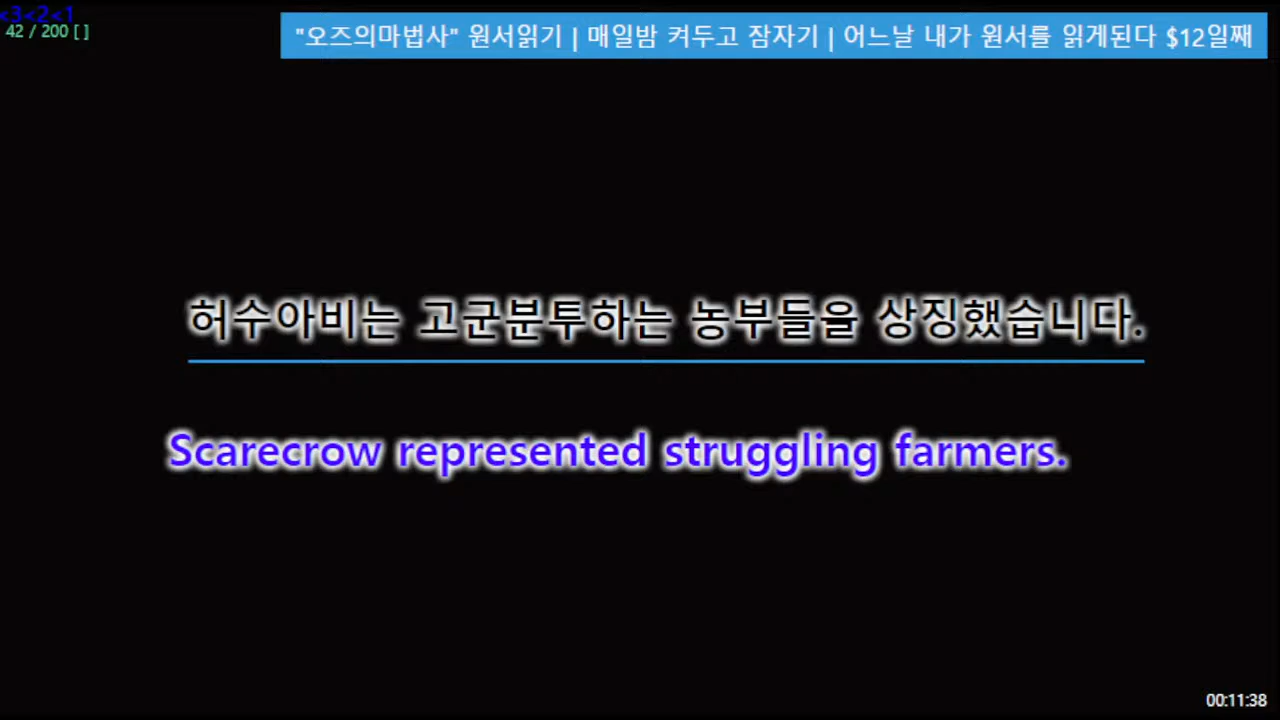 <3<2<1
42 / 200 [ ]
"오즈의마법사" 원서읽기 | 매일밤 켜두고 잠자기 | 어느날 내가 원서를 읽게된다 $12일째
허수아비는 고군분투하는 농부들을 상징했습니다.
Scarecrow represented struggling farmers.
00:11:38